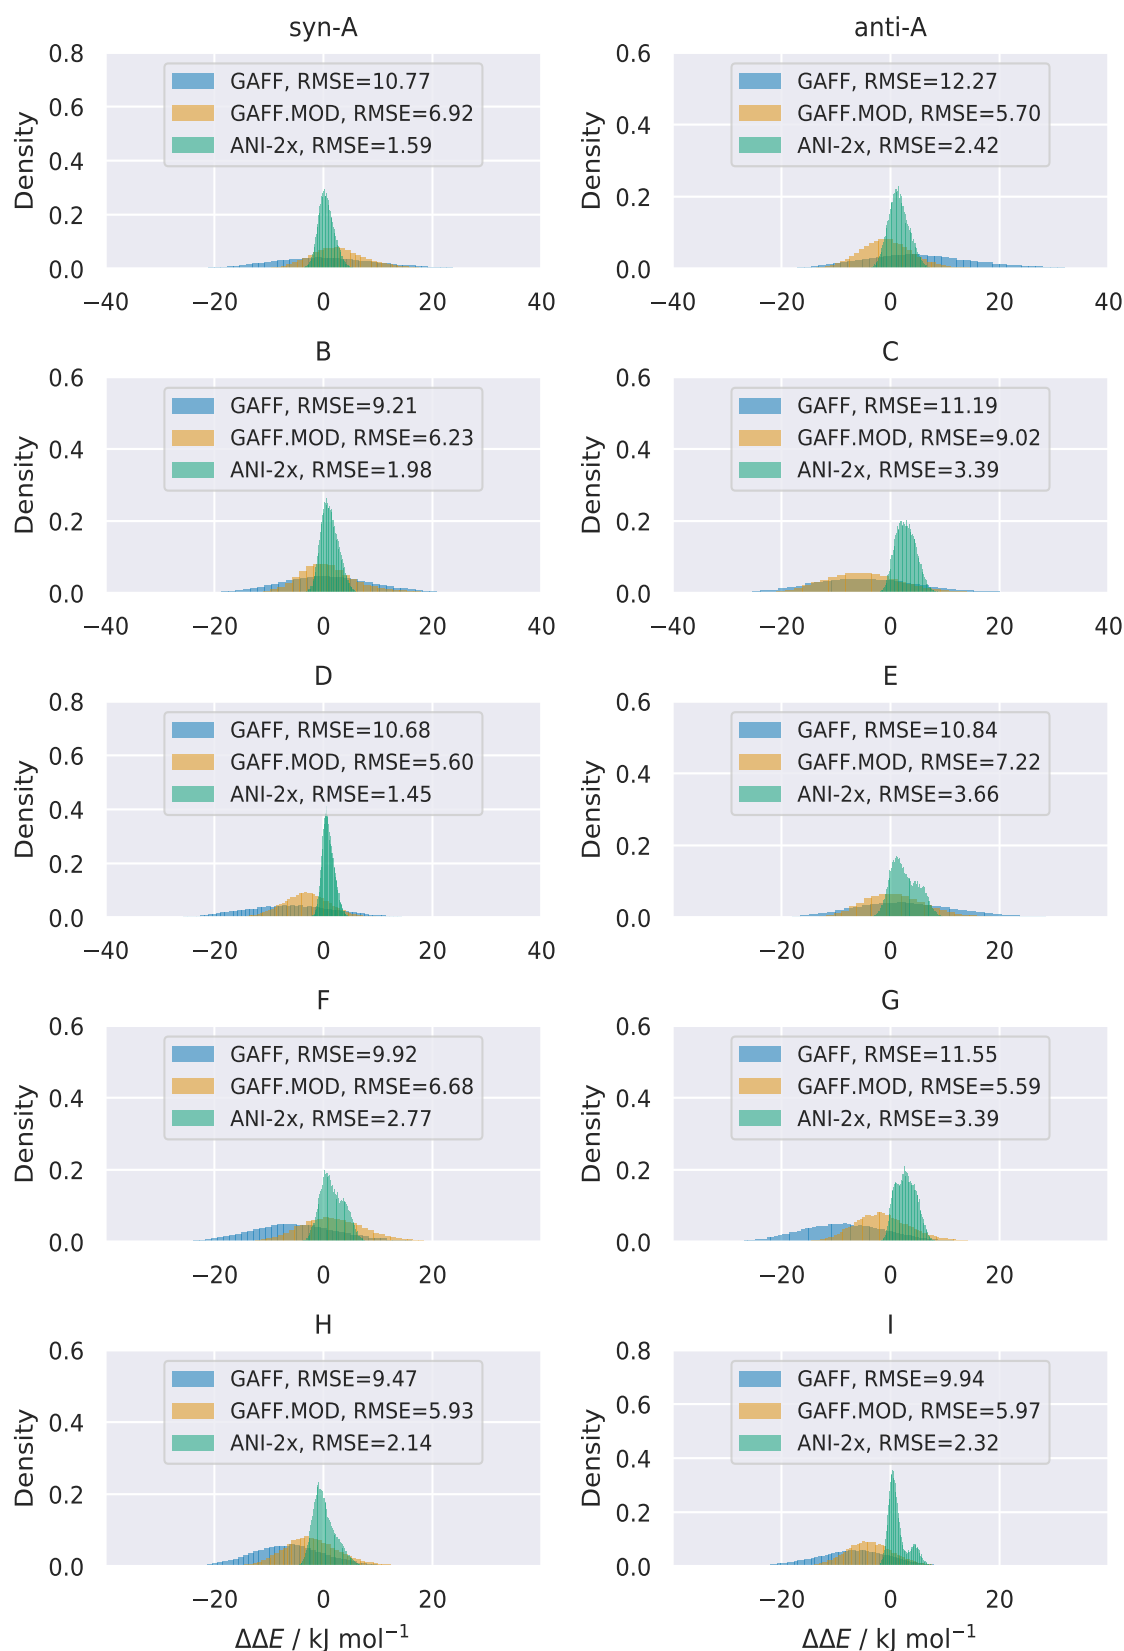 syn-A
anti-A
0.8
0.6
0.4
0.2
0.0
Density
GAFF, RMSE=10.77
GAFF.MOD, RMSE=6.92
ANI-2x, RMSE=1.59
−40 −20 0 20 40
0.6
0.4
0.2
0.0
Density
GAFF, RMSE=12.27
GAFF.MOD, RMSE=5.70
ANI-2x, RMSE=2.42
−40 −20 0 20 40
B
C
0.6
0.4
0.2
0.0
Density
GAFF, RMSE=9.21
GAFF.MOD, RMSE=6.23
ANI-2x, RMSE=1.98
−40 −20 0 20 40
0.6
0.4
0.2
0.0
Density
GAFF, RMSE=11.19
GAFF.MOD, RMSE=9.02
ANI-2x, RMSE=3.39
−40 −20 0 20 40
D
E
0.8
0.6
0.4
0.2
0.0
Density
GAFF, RMSE=10.68
GAFF.MOD, RMSE=5.60
ANI-2x, RMSE=1.45
−40 −20 0 20 40
0.6
0.4
0.2
0.0
Density
GAFF, RMSE=10.84
GAFF.MOD, RMSE=7.22
ANI-2x, RMSE=3.66
−20 0 20
F
G
0.6
0.4
0.2
0.0
Density
GAFF, RMSE=9.92
GAFF.MOD, RMSE=6.68
ANI-2x, RMSE=2.77
−20 0 20
0.6
0.4
0.2
0.0
Density
GAFF, RMSE=11.55
GAFF.MOD, RMSE=5.59
ANI-2x, RMSE=3.39
−20 0 20
H
I
0.6
0.4
0.2
0.0
Density
GAFF, RMSE=9.47
GAFF.MOD, RMSE=5.93
ANI-2x, RMSE=2.14
−20 0 20
ΔΔE / kJ mol⁻¹
0.8
0.6
0.4
0.2
0.0
Density
GAFF, RMSE=9.94
GAFF.MOD, RMSE=5.97
ANI-2x, RMSE=2.32
−20 0 20
ΔΔE / kJ mol⁻¹